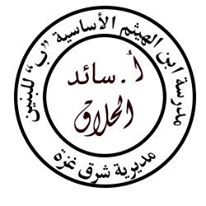 مدرسة ابن الهيثم الأساسية "ب" للبنين
أ. سائد
الحلاق
مديرية شرق غزة